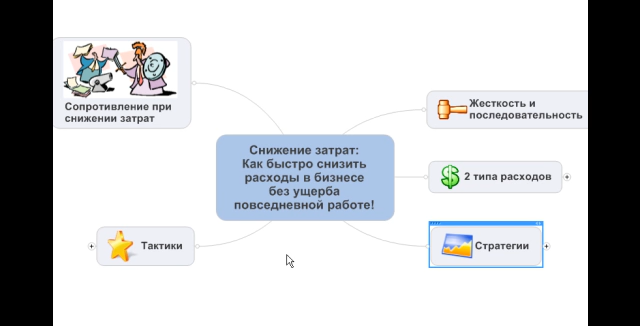 Сопротивление при
снижении затрат
Снижение затрат:
Как быстро снизить
расходы в бизнесе
без ущерба
повседневной работе!
Жесткость и
последовательность
2 типа расходов
Тактики
Стратегии